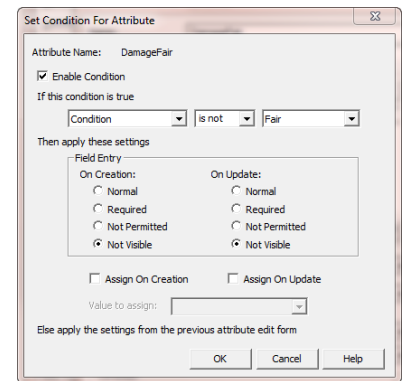 Set Condition For Attribute
Attribute Name: DamageFair
Enable Condition
If this condition is true
Condition is not Fair
Then apply these settings
Field Entry
On Creation: On Update:
Normal Normal
Required Required
Not Permitted Not Permitted
Not Visible Not Visible
Assign On Creation Assign On Update
Value to assign:
Else apply the settings from the previous attribute edit form
OK Cancel Help